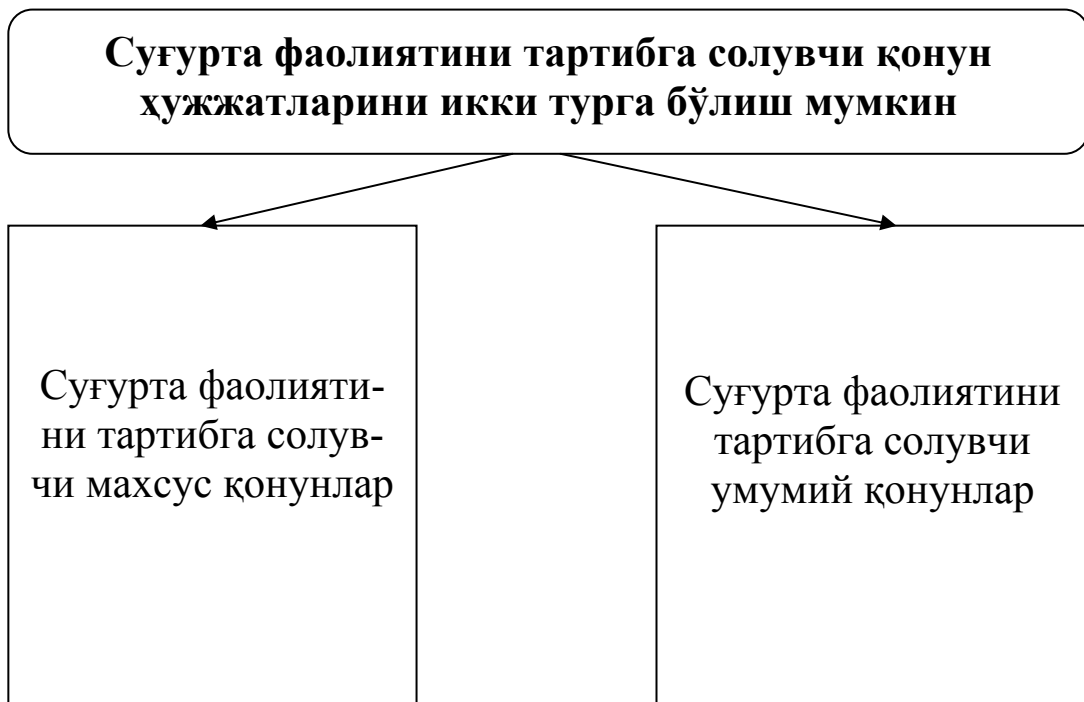 Суғурта фаолиятини тартибга солувчи қонун
ҳужжатларини икки турга бўлиш мумкин
Суғурта фаолияти-
ни тартибга солув-
чи махсус қонунлар
Суғурта фаолиятини
тартибга солувчи
умумий қонунлар